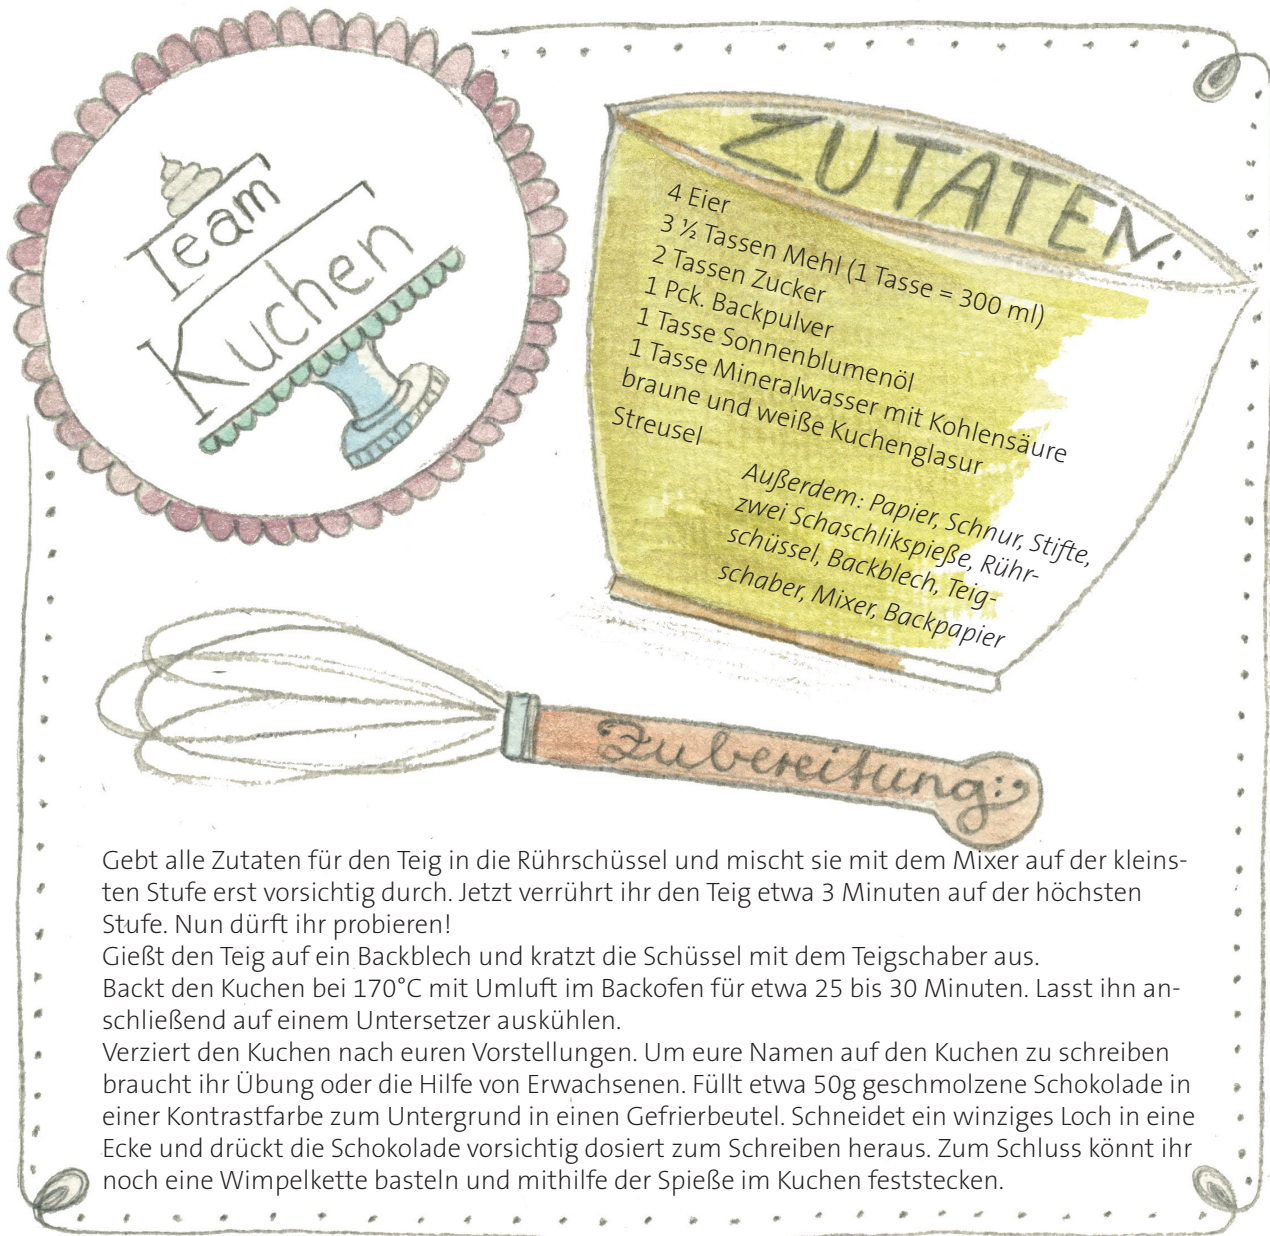 Team
Kuchen
ZUTATEN:
4 Eier
3 ½ Tassen Mehl (1 Tasse = 300 ml)
2 Tassen Zucker
1 Pck. Backpulver
1 Tasse Sonnenblumenöl
1 Tasse Mineralwasser mit Kohlensäure
braune und weiße Kuchenglasur
Streusel
Außerdem: Papier, Schnur, Stifte,
zwei Schaschlikspieße, Rühr-
schüssel, Backblech, Teig-
schaber, Mixer, Backpapier
Zubereitung:
Gebt alle Zutaten für den Teig in die Rührschüssel und mischt sie mit dem Mixer auf der kleins-
ten Stufe erst vorsichtig durch. Jetzt verrührt ihr den Teig etwa 3 Minuten auf der höchsten
Stufe. Nun dürft ihr probieren!
Gießt den Teig auf ein Backblech und kratzt die Schüssel mit dem Teigschaber aus.
Backt den Kuchen bei 170°C mit Umluft im Backofen für etwa 25 bis 30 Minuten. Lasst ihn an-
schließend auf einem Untersetzer auskühlen.
Verziert den Kuchen nach euren Vorstellungen. Um eure Namen auf den Kuchen zu schreiben
braucht ihr Übung oder die Hilfe von Erwachsenen. Füllt etwa 50g geschmolzene Schokolade in
einer Kontrastfarbe zum Untergrund in einen Gefrierbeutel. Schneidet ein winziges Loch in eine
Ecke und drückt die Schokolade vorsichtig dosiert zum Schreiben heraus. Zum Schluss könnt ihr
noch eine Wimpelkette basteln und mithilfe der Spieße im Kuchen feststecken.